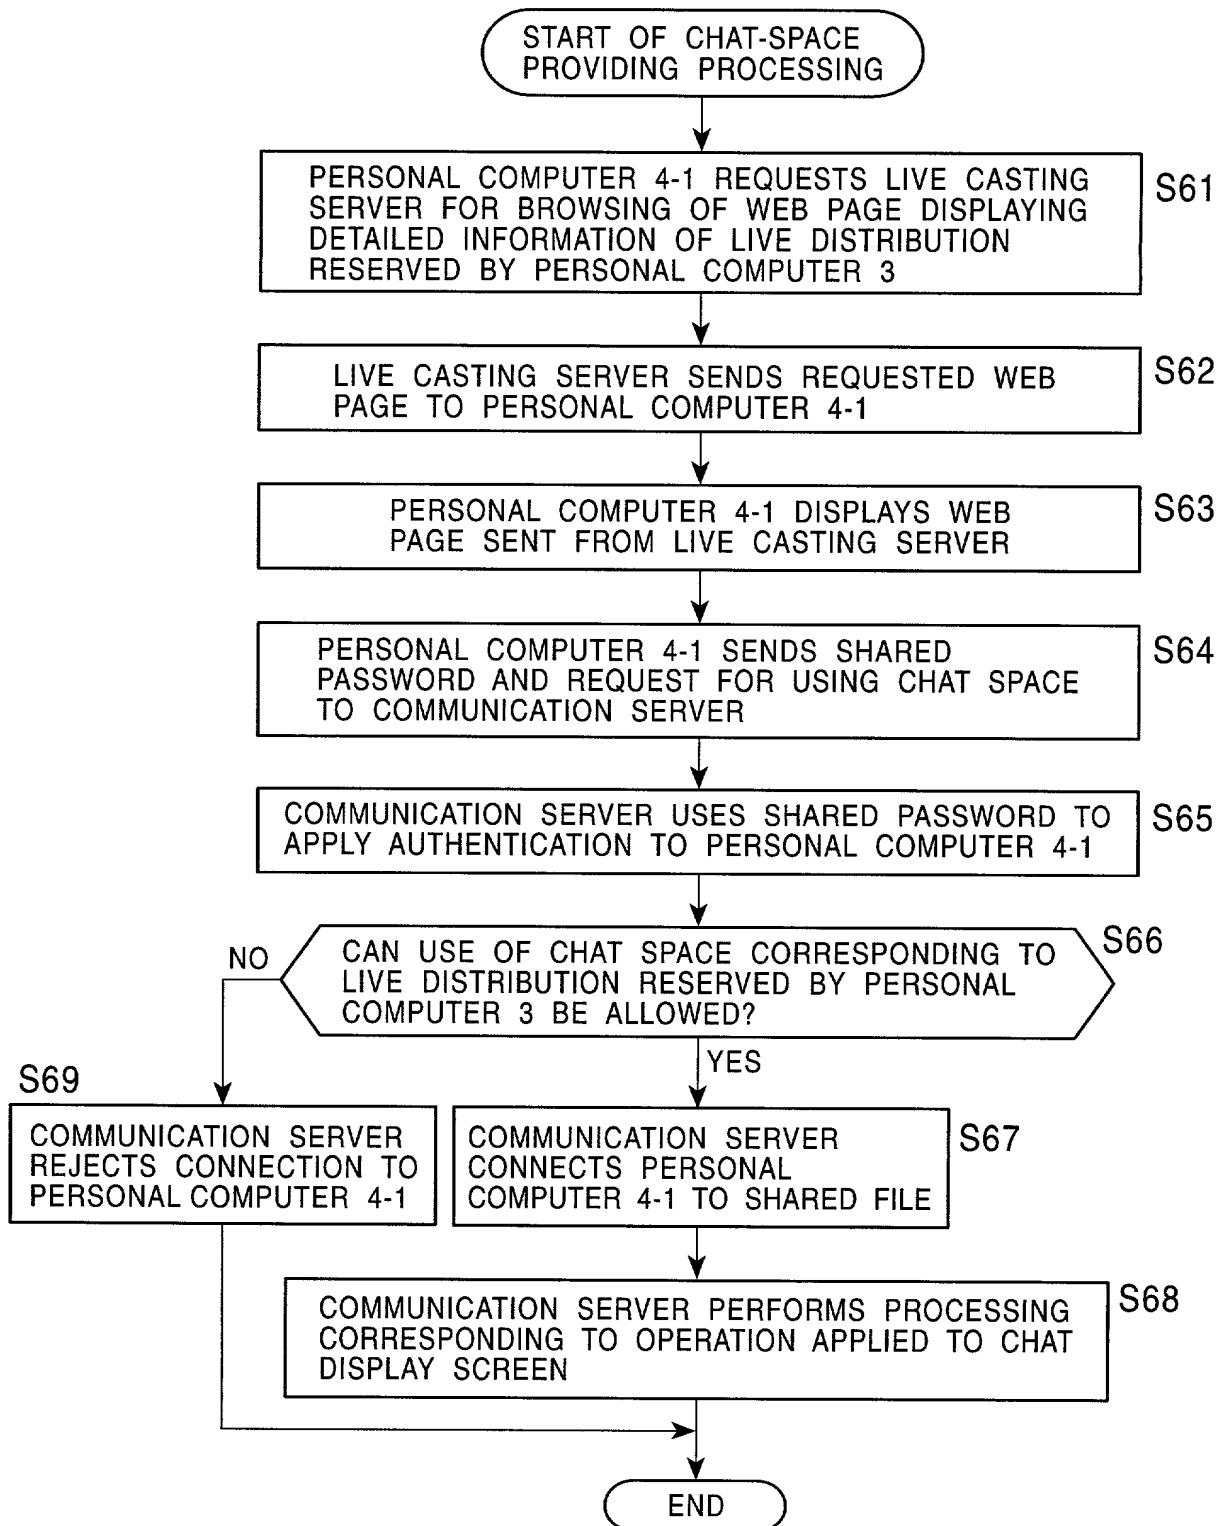 START OF CHAT-SPACE
PROVIDING PROCESSING
PERSONAL COMPUTER 4-1 REQUESTS LIVE CASTING
SERVER FOR BROWSING OF WEB PAGE DISPLAYING
DETAILED INFORMATION OF LIVE DISTRIBUTION
RESERVED BY PERSONAL COMPUTER 3
S61
LIVE CASTING SERVER SENDS REQUESTED WEB
PAGE TO PERSONAL COMPUTER 4-1
S62
PERSONAL COMPUTER 4-1 DISPLAYS WEB
PAGE SENT FROM LIVE CASTING SERVER
S63
PERSONAL COMPUTER 4-1 SENDS SHARED
PASSWORD AND REQUEST FOR USING CHAT SPACE
TO COMMUNICATION SERVER
S64
COMMUNICATION SERVER USES SHARED PASSWORD TO
APPLY AUTHENTICATION TO PERSONAL COMPUTER 4-1
S65
CAN USE OF CHAT SPACE CORRESPONDING TO
LIVE DISTRIBUTION RESERVED BY PERSONAL
COMPUTER 3 BE ALLOWED?
S66
NO
YES
S69
COMMUNICATION SERVER
REJECTS CONNECTION TO
PERSONAL COMPUTER 4-1
COMMUNICATION SERVER
CONNECTS PERSONAL
COMPUTER 4-1 TO SHARED FILE
S67
COMMUNICATION SERVER PERFORMS PROCESSING
CORRESPONDING TO OPERATION APPLIED TO CHAT
DISPLAY SCREEN
S68
END